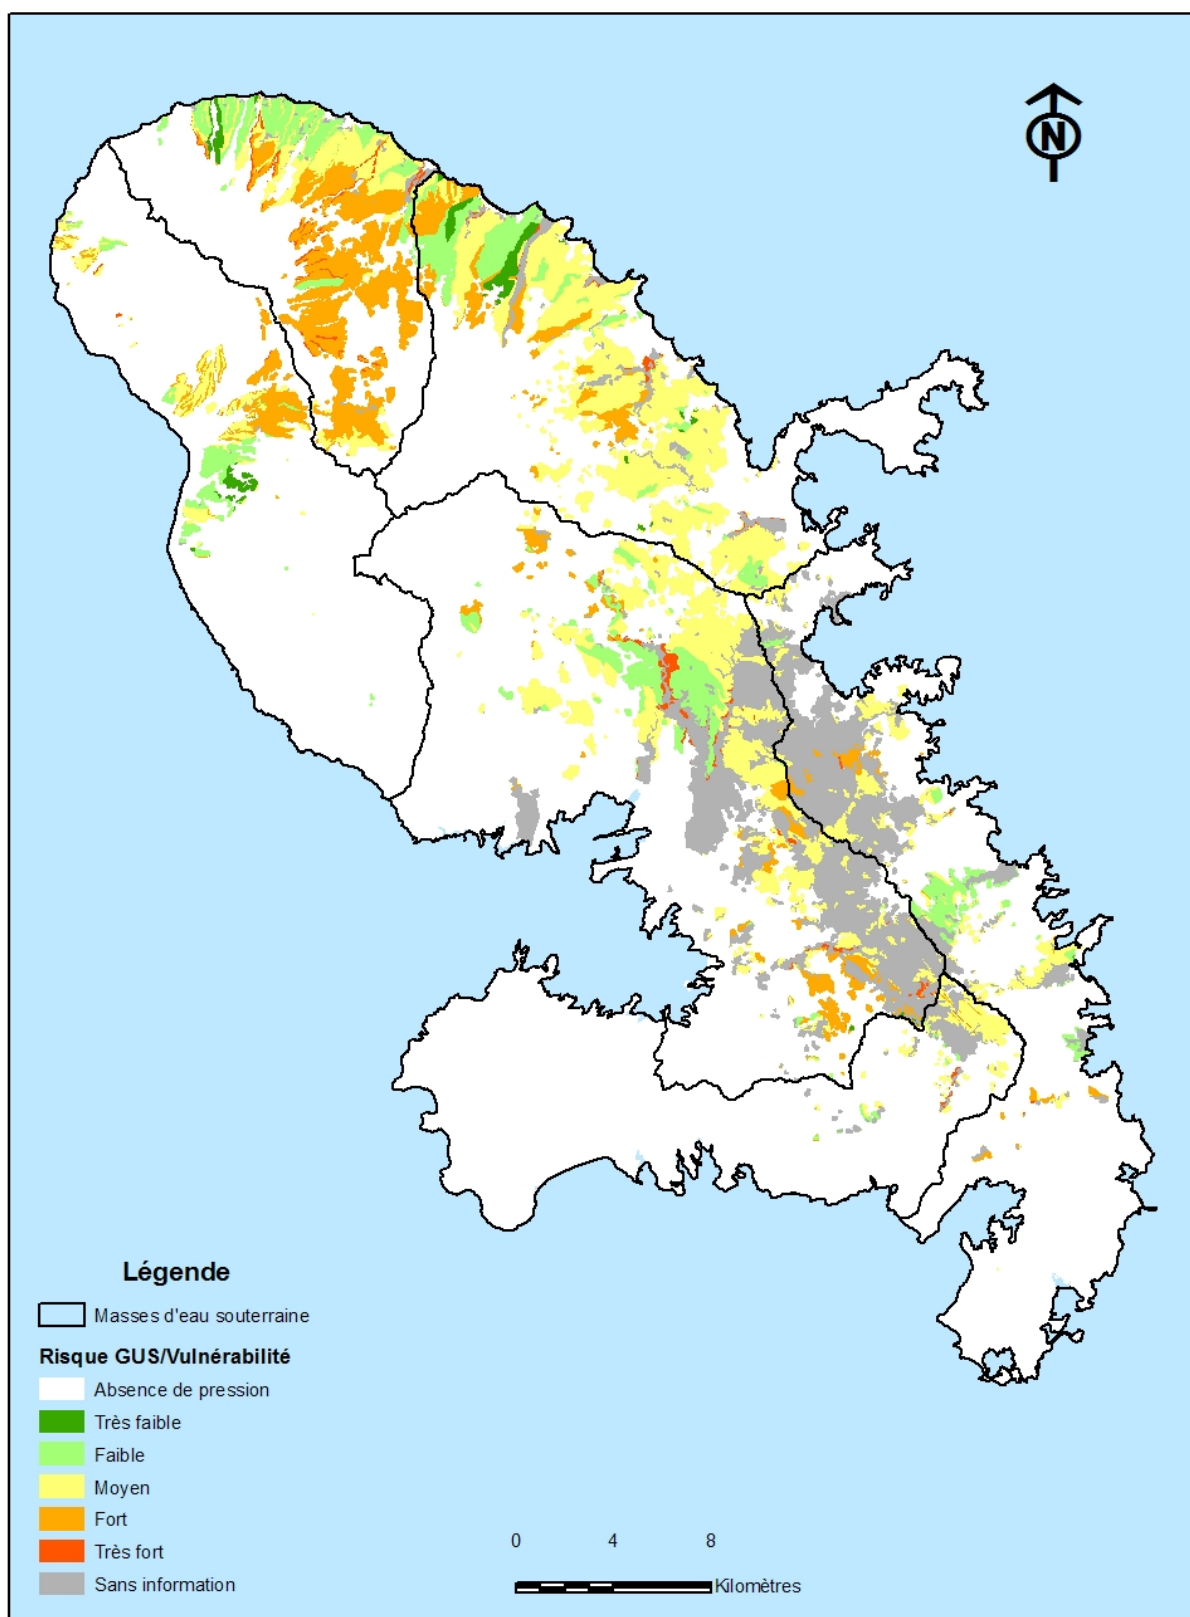 N
Légende
Masses d'eau souterraine
Risque GUS/Vulnérabilité
Absence de pression
Très faible
Faible
Moyen
Fort
Très fort
Sans information
0 4 8
Kilomètres